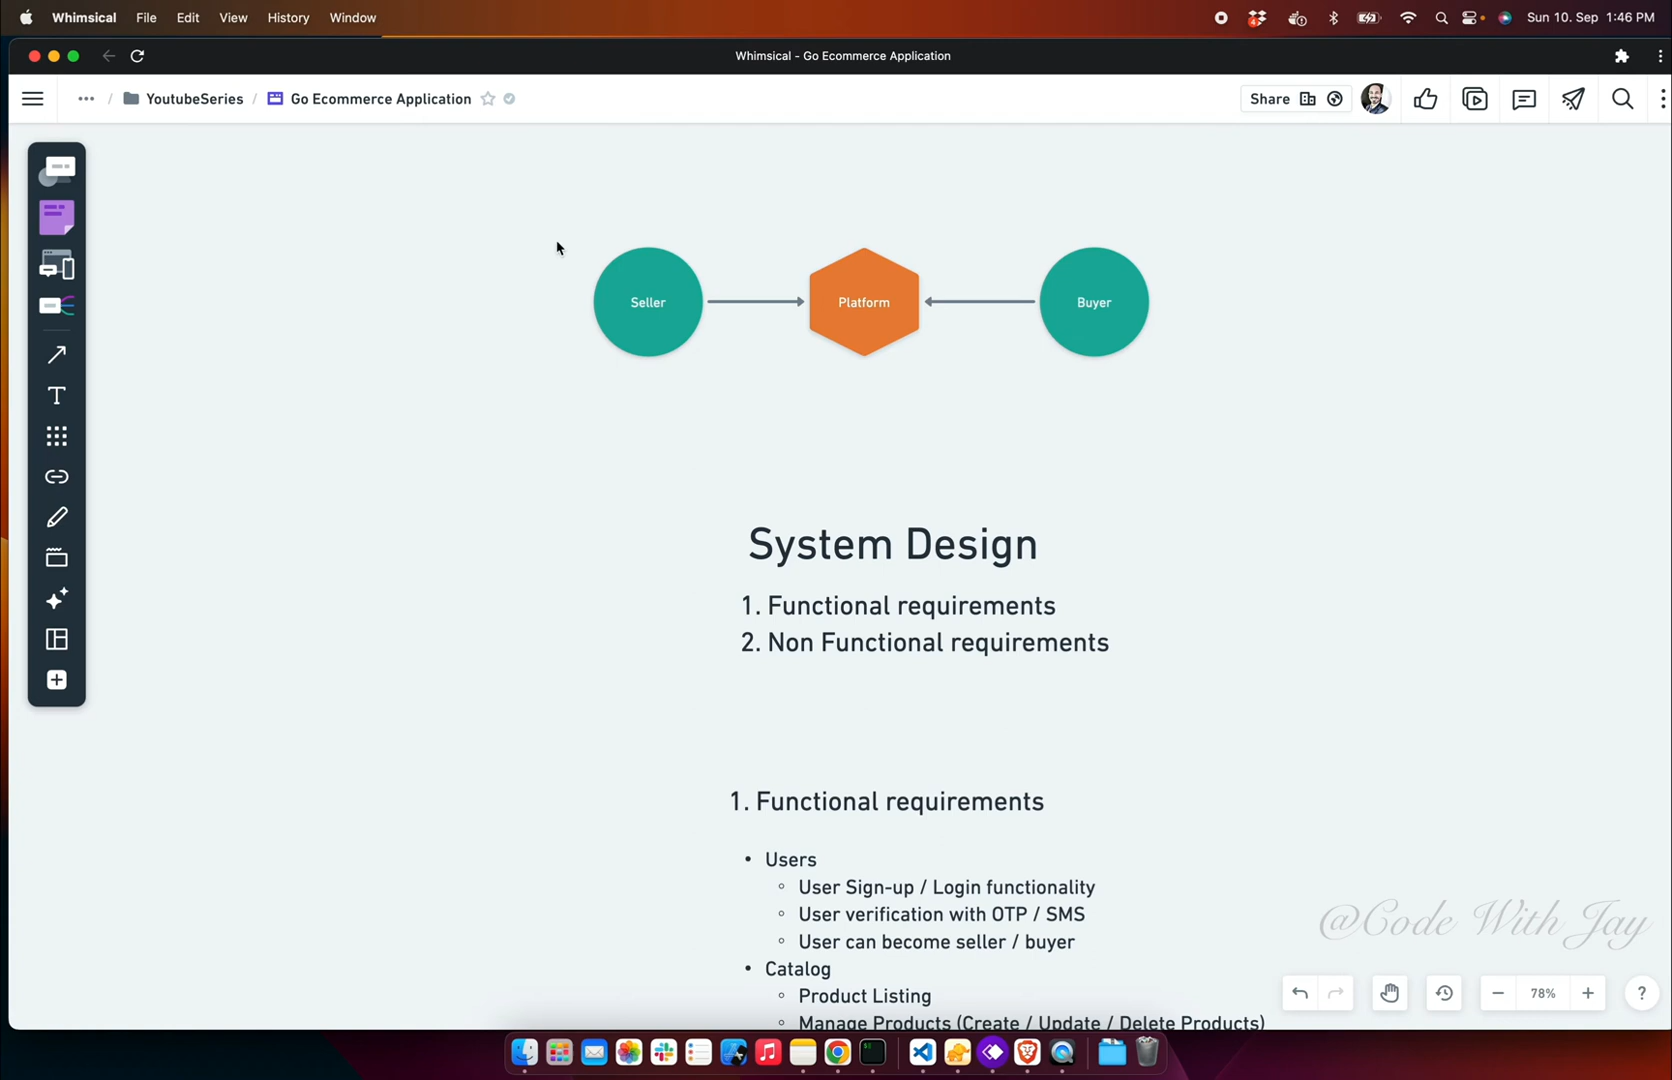 Whimsical File Edit View History Window
Sun 10. Sep 1:46 PM
Whimsical - Go Ecommerce Application
... / YoutubeSeries / Go Ecommerce Application
Share
Seller
Platform
Buyer
System Design
1. Functional requirements
2. Non Functional requirements
1. Functional requirements
• Users
◦ User Sign-up / Login functionality
◦ User verification with OTP / SMS
◦ User can become seller / buyer
• Catalog
◦ Product Listing
◦ Manage Products (Create / Update / Delete Products)
@Code With Jay
78%
?